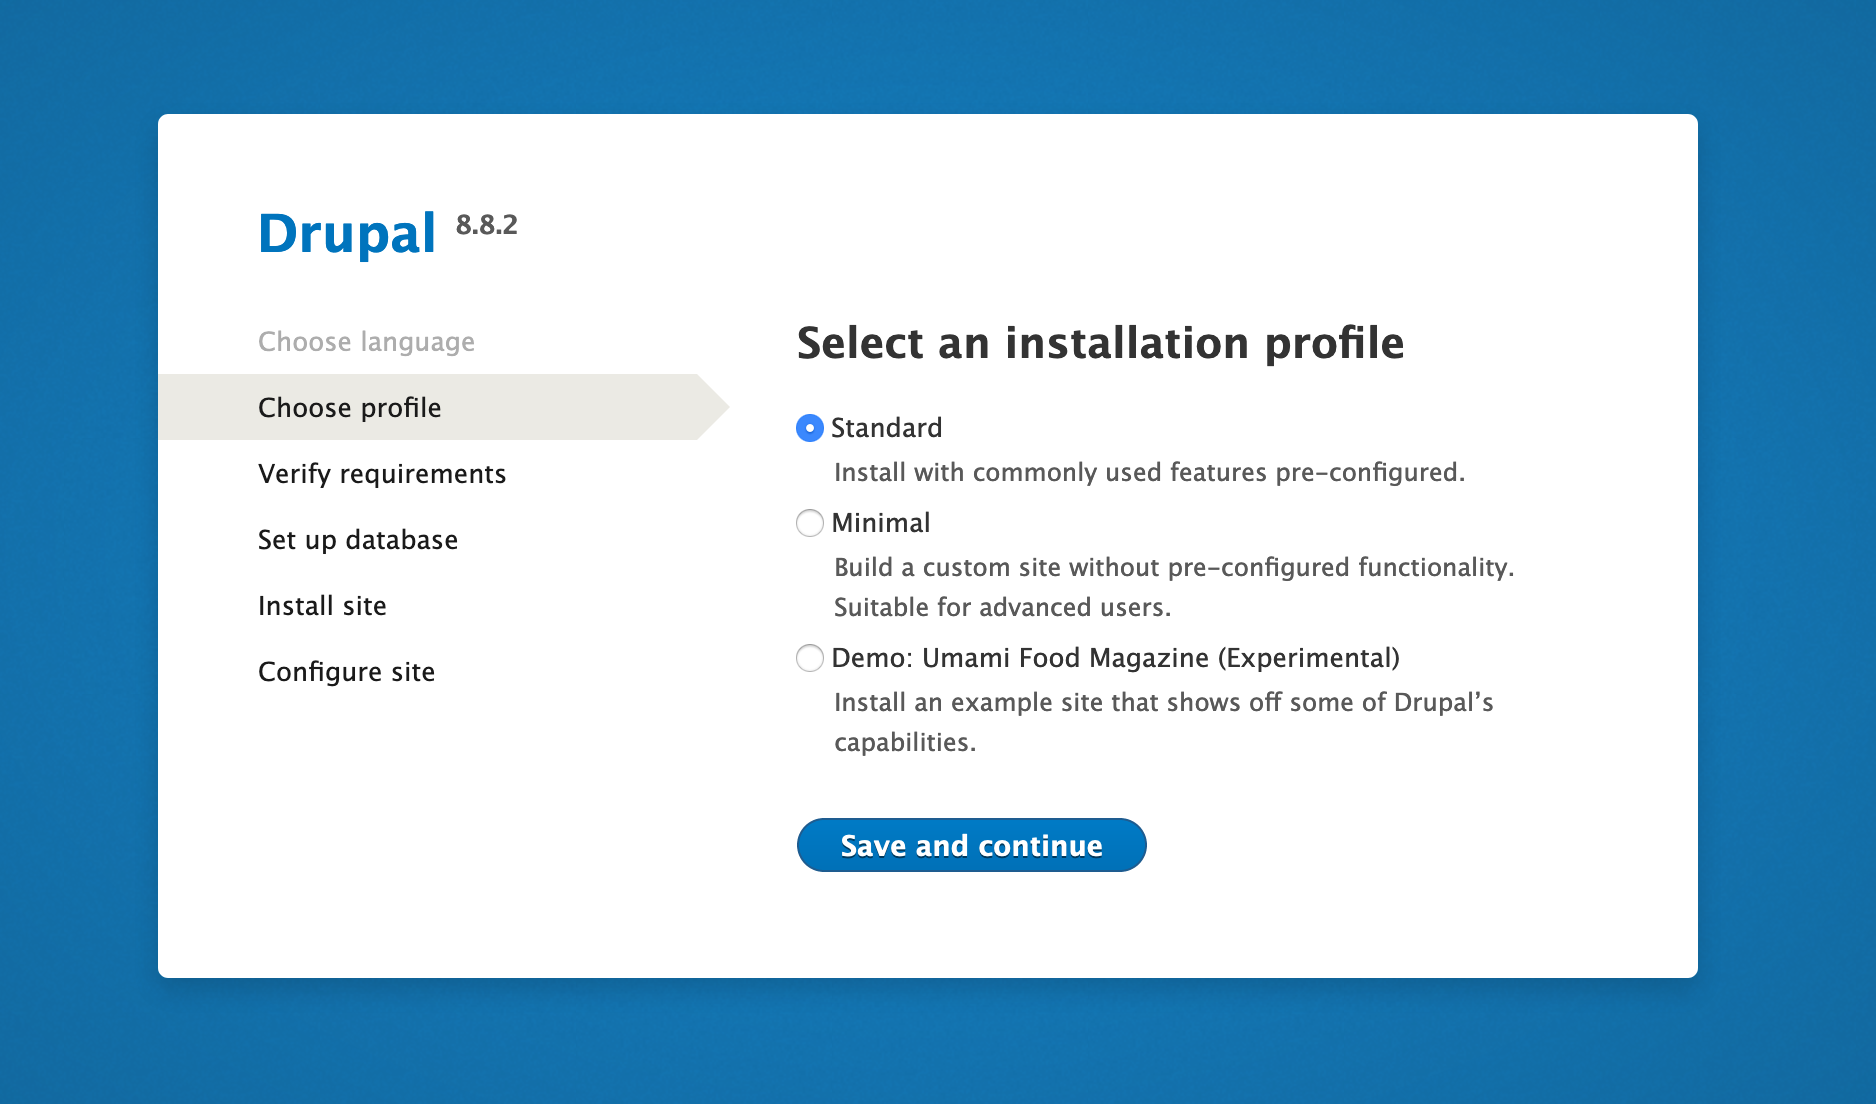 Drupal 8.8.2
Choose language
Choose profile
Verify requirements
Set up database
Install site
Configure site
Select an installation profile
Standard
Install with commonly used features pre-configured.
Minimal
Build a custom site without pre-configured functionality.
Suitable for advanced users.
Demo: Umami Food Magazine (Experimental)
Install an example site that shows off some of Drupal’s
capabilities.
Save and continue